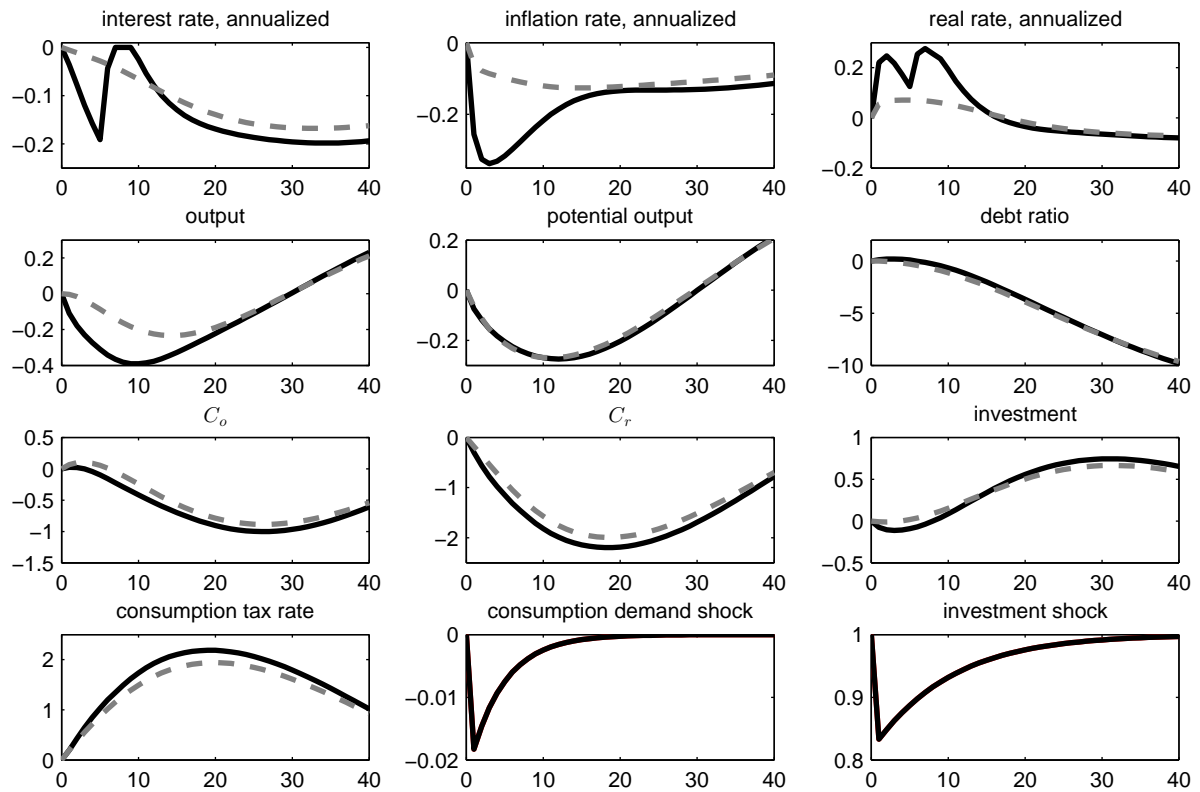 interest rate, annualized
0
−0.1
−0.2
0 10 20 30 40
inflation rate, annualized
0
−0.2
0 10 20 30 40
real rate, annualized
0.2
0
−0.2
0 10 20 30 40
output
0.2
0
−0.2
−0.4
0 10 20 30 40
potential output
0.2
0
−0.2
0 10 20 30 40
debt ratio
0
−5
−10
0 10 20 30 40
C_o
0.5
0
−0.5
−1
−1.5
0 10 20 30 40
C_r
0
−1
−2
0 10 20 30 40
investment
1
0.5
0
−0.5
0 10 20 30 40
consumption tax rate
2
1
0
0 10 20 30 40
consumption demand shock
0
−0.01
−0.02
0 10 20 30 40
investment shock
1
0.9
0.8
0 10 20 30 40